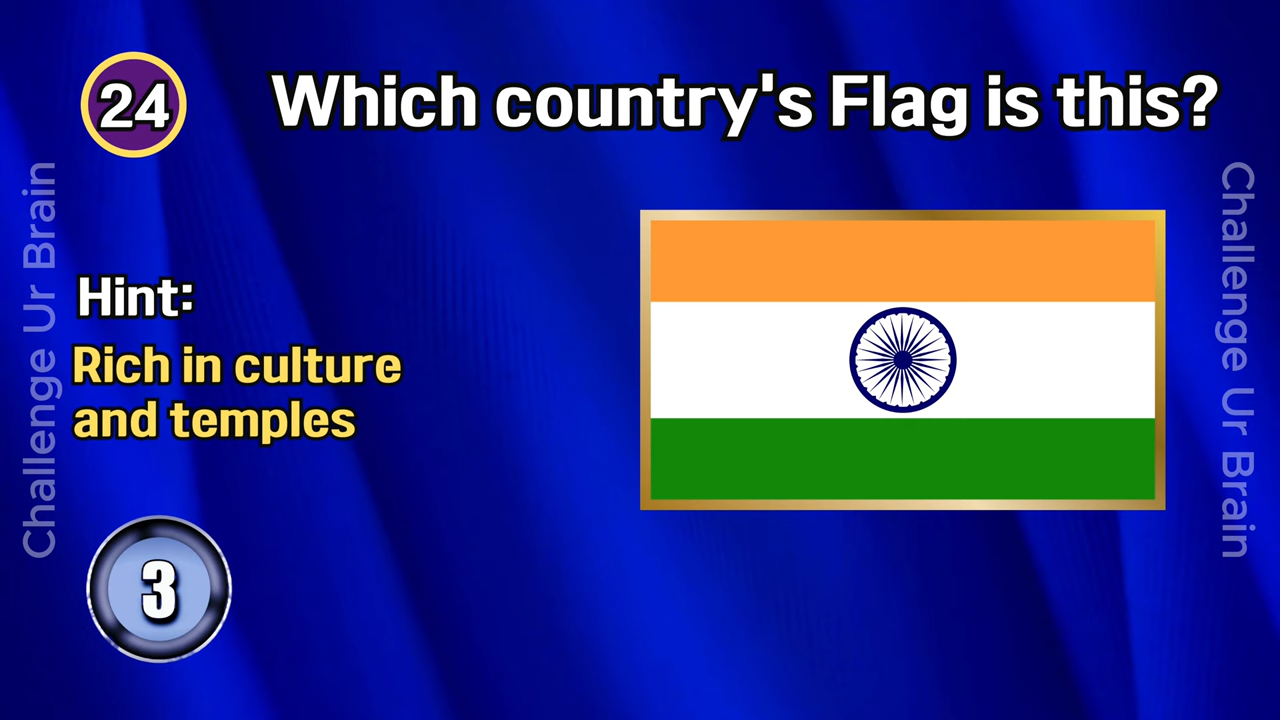 24
Which country's Flag is this?
Challenge Ur Brain
Challenge Ur Brain
Hint:
Rich in culture
and temples
3